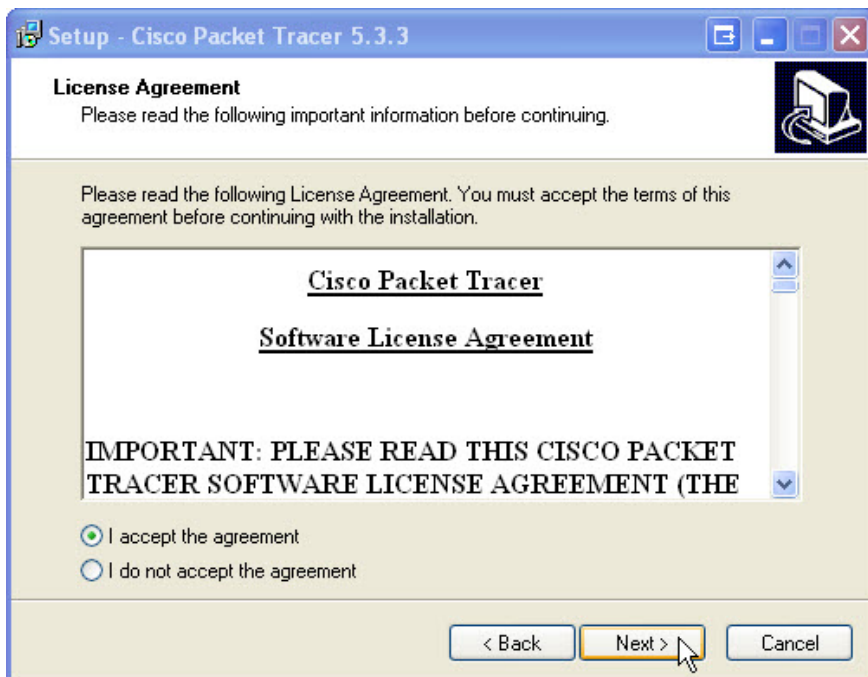 Setup - Cisco Packet Tracer 5.3.3
License Agreement
Please read the following important information before continuing.
Please read the following License Agreement. You must accept the terms of this
agreement before continuing with the installation.
Cisco Packet Tracer
Software License Agreement
IMPORTANT: PLEASE READ THIS CISCO PACKET
TRACER SOFTWARE LICENSE AGREEMENT (THE
I accept the agreement
I do not accept the agreement
< Back
Next >
Cancel